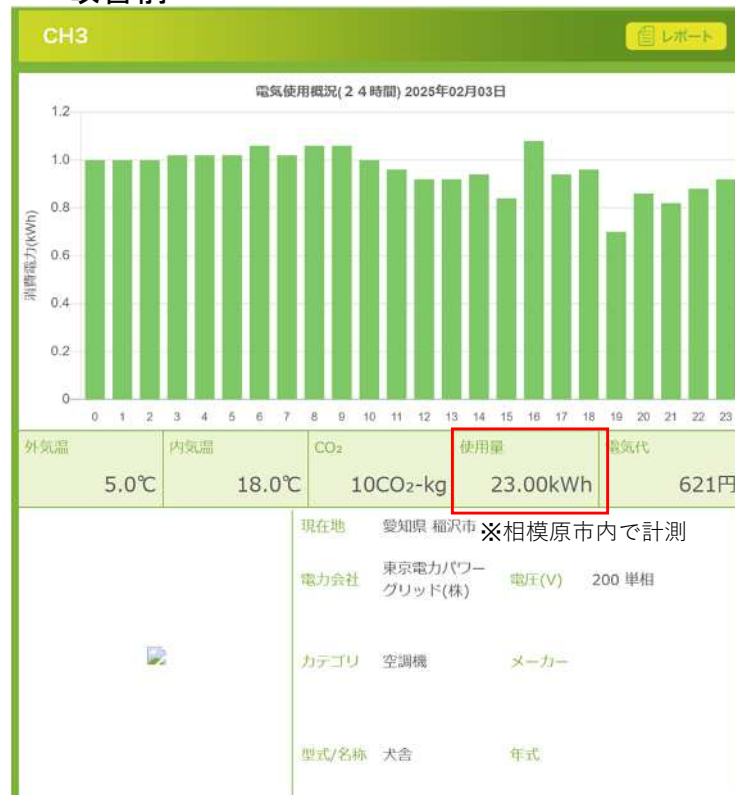 CH3
レポート
電気使用概況(２４時間) 2025年02月03日
消費電力(kWh)
1.2
1.0
0.8
0.6
0.4
0.2
0
0 1 2 3 4 5 6 7 8 9 10 11 12 13 14 15 16 17 18 19 20 21 22 23
外気温 内気温 CO₂ 使用量 電気代
5.0℃ 18.0℃ 10CO₂-kg 23.00kWh 621円
現在地 愛知県 稲沢市 ※相模原市内で計測
電力会社 東京電力パワー
グリッド(株) 電圧(V) 200 単相
カテゴリ 空調機 メーカー
型式/名称 犬舎 年式